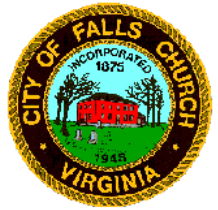 CITY OF FALLS CHURCH
INCORPORATED
1875
1948
VIRGINIA